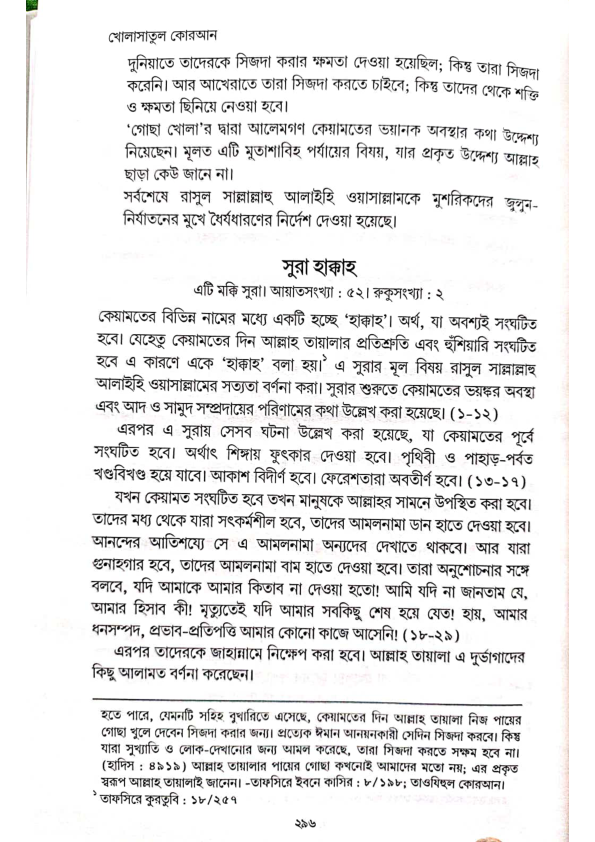 খোলাসাতুল কোরআন
দুনিয়াতে তাদেরকে সিজদা করার ক্ষমতা দেওয়া হয়েছিল; কিন্তু তারা সিজদা
করেনি। আর আখেরাতে তারা সিজদা করতে চাইবে; কিন্তু তাদের থেকে শক্তি
ও ক্ষমতা ছিনিয়ে নেওয়া হবে।
‘গোছা খোলা’র দ্বারা আলেমগণ কেয়ামতের ভয়ানক অবস্থার কথা উদ্দেশ্য
নিয়েছেন। মূলত এটি মুতাশাবিহ পর্যায়ের বিষয়, যার প্রকৃত উদ্দেশ্য আল্লাহ
ছাড়া কেউ জানে না।
সর্বশেষে রাসুল সাল্লাল্লাহু আলাইহি ওয়াসাল্লামকে মুশরিকদের জুলুম-
নির্যাতনের মুখে ধৈর্যধারণের নির্দেশ দেওয়া হয়েছে।
সুরা হাক্কাহ
এটি মক্কি সুরা। আয়াতসংখ্যা : ৫২। রুকুসংখ্যা : ২
কেয়ামতের বিভিন্ন নামের মধ্যে একটি হচ্ছে ‘হাক্কাহ’। অর্থ, যা অবশ্যই সংঘটিত
হবে। যেহেতু কেয়ামতের দিন আল্লাহ তায়ালার প্রতিশ্রুতি এবং হুঁশিয়ারি সংঘটিত
হবে এ কারণে একে ‘হাক্কাহ’ বলা হয়।১ এ সুরার মূল বিষয় রাসুল সাল্লাল্লাহু
আলাইহি ওয়াসাল্লামের সত্যতা বর্ণনা করা। সুরার শুরুতে কেয়ামতের ভয়ঙ্কর অবস্থা
এবং আদ ও সামুদ সম্প্রদায়ের পরিণামের কথা উল্লেখ করা হয়েছে। (১-১২)
এরপর এ সুরায় সেসব ঘটনা উল্লেখ করা হয়েছে, যা কেয়ামতের পূর্বে
সংঘটিত হবে। অর্থাৎ শিঙ্গায় ফুৎকার দেওয়া হবে। পৃথিবী ও পাহাড়-পর্বত
খণ্ডবিখণ্ড হয়ে যাবে। আকাশ বিদীর্ণ হবে। ফেরেশতারা অবতীর্ণ হবে। (১৩-১৭)
যখন কেয়ামত সংঘটিত হবে তখন মানুষকে আল্লাহর সামনে উপস্থিত করা হবে।
তাদের মধ্য থেকে যারা সৎকর্মশীল হবে, তাদের আমলনামা ডান হাতে দেওয়া হবে।
আনন্দের আতিশয্যে সে এ আমলনামা অন্যদের দেখাতে থাকবে। আর যারা
গুনাহগার হবে, তাদের আমলনামা বাম হাতে দেওয়া হবে। তারা অনুশোচনার সঙ্গে
বলবে, যদি আমাকে আমার কিতাব না দেওয়া হতো! আমি যদি না জানতাম যে,
আমার হিসাব কী! মৃত্যুতেই যদি আমার সবকিছু শেষ হয়ে যেত! হায়, আমার
ধনসম্পদ, প্রভাব-প্রতিপত্তি আমার কোনো কাজে আসেনি! (১৮-২৯)
এরপর তাদেরকে জাহান্নামে নিক্ষেপ করা হবে। আল্লাহ তায়ালা এ দুর্ভাগাদের
কিছু আলামত বর্ণনা করেছেন।
হতে পারে, যেমনটি সহিহ বুখারিতে এসেছে, কেয়ামতের দিন আল্লাহ তায়ালা নিজ পায়ের
গোছা খুলে দেবেন সিজদা করার জন্য। প্রত্যেক ঈমান আনয়নকারী সেদিন সিজদা করবে। কিন্তু
যারা সুখ্যাতি ও লোক-দেখানোর জন্য আমল করেছে, তারা সিজদা করতে সক্ষম হবে না।
(হাদিস : ৪৯১৯) আল্লাহ তায়ালার পায়ের গোছা কখনোই আমাদের মতো নয়; এর প্রকৃত
স্বরূপ আল্লাহ তায়ালাই জানেন। -তাফসিরে ইবনে কাসির : ৮/১৯৮; তাওযিহুল কোরআন।
১ তাফসিরে কুরতুবি : ১৮/২৫৭
২৯৬